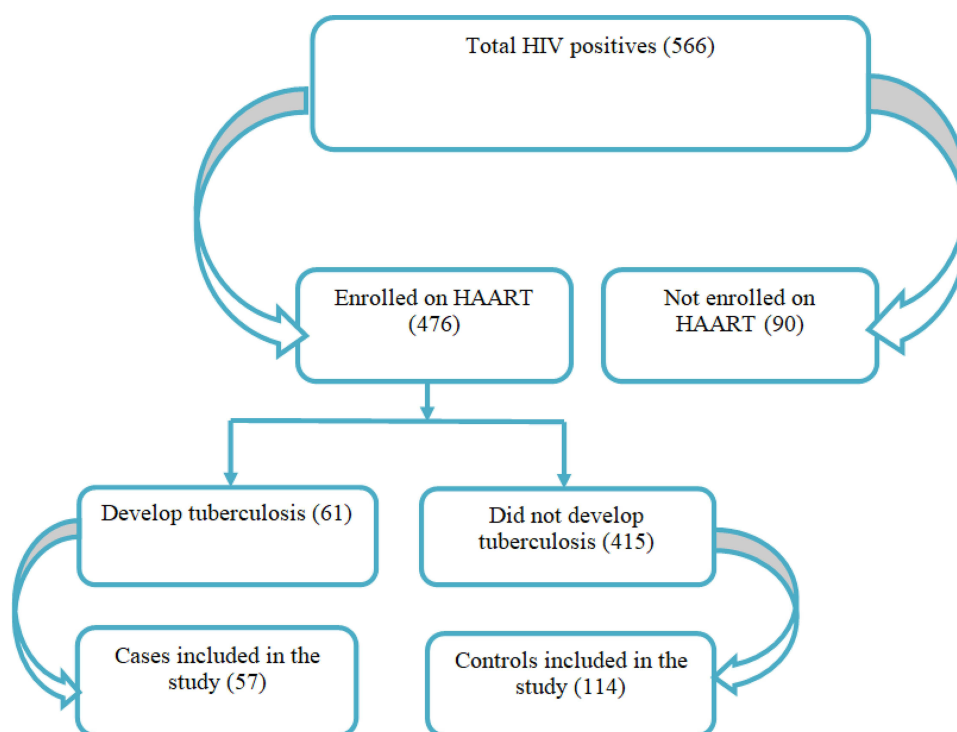 Total HIV positives (566)
Enrolled on HAART
(476)
Not enrolled on
HAART (90)
Develop tuberculosis (61)
Did not develop
tuberculosis (415)
Cases included in the
study (57)
Controls included in the
study (114)